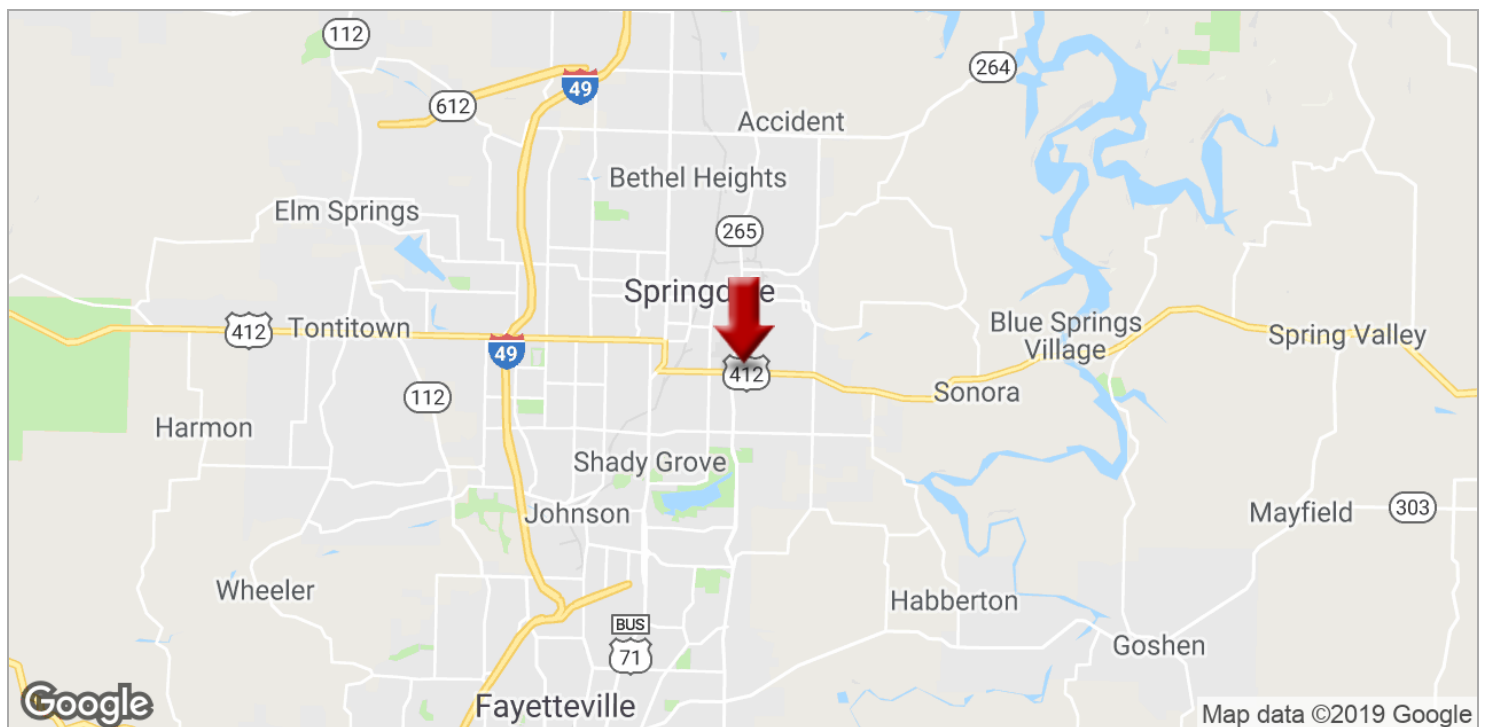 112
49
264
612
Accident
Bethel Heights
Elm Springs
265
Springdale
412
Tontitown
49
Blue Springs
Village
Spring Valley
412
112
Sonora
Harmon
Shady Grove
Johnson
Mayfield
303
Wheeler
Habberton
BUS
71
Goshen
Fayetteville
Google
Map data ©2019 Google